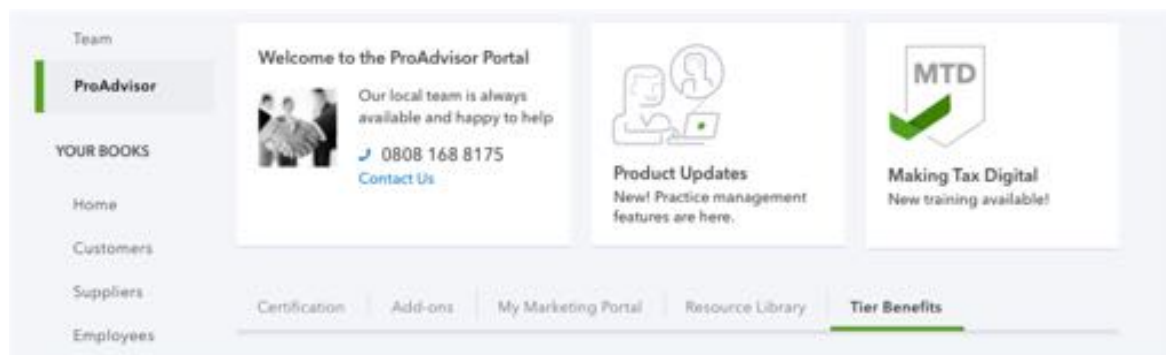 Team
ProAdvisor
YOUR BOOKS
Home
Customers
Suppliers
Employees
Welcome to the ProAdvisor Portal
Our local team is always
available and happy to help
0808 168 8175
Contact Us
Product Updates
New! Practice management
features are here.
MTD
Making Tax Digital
New training available!
Certification
Add-ons
My Marketing Portal
Resource Library
Tier Benefits